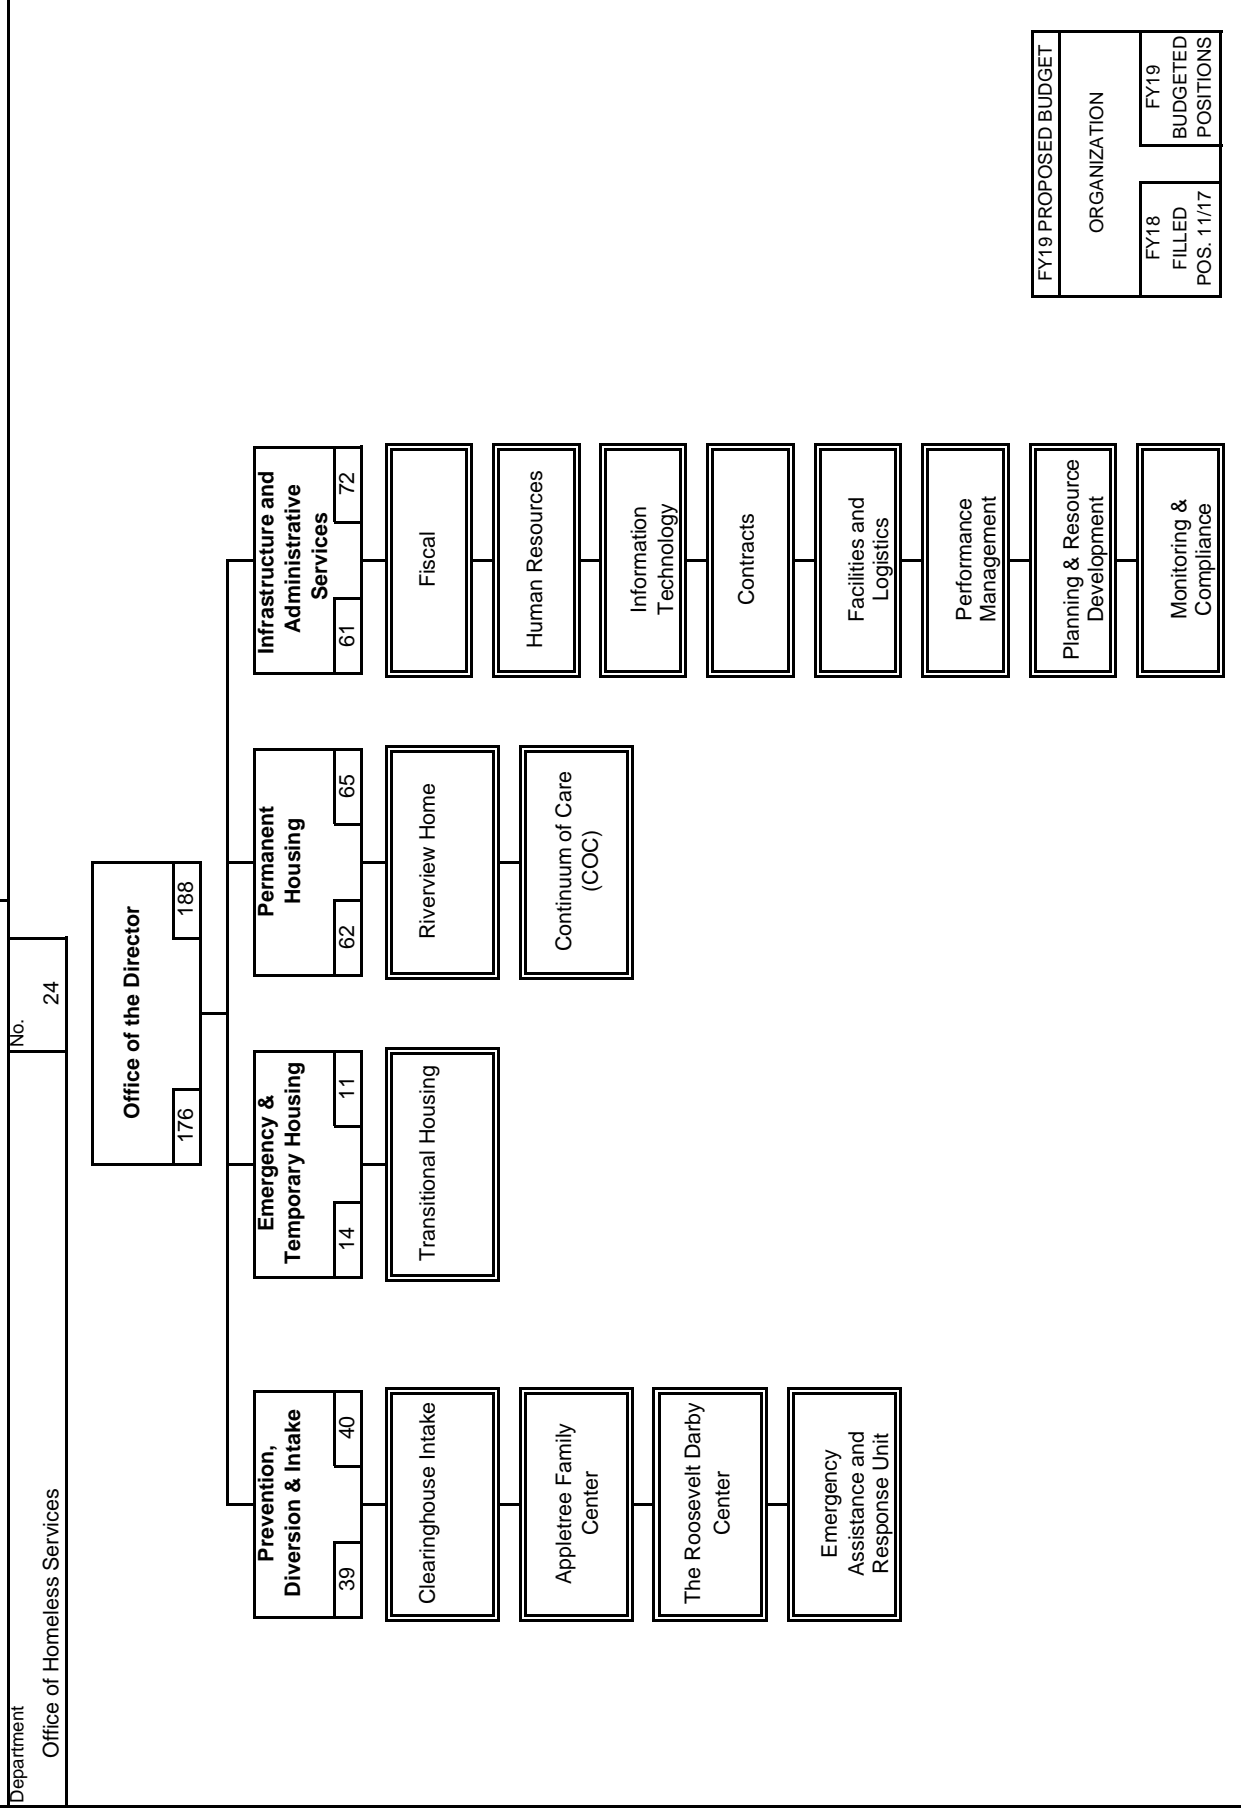 Department
No.
Office of Homeless Services
24
Office of the Director
176
188
Prevention,
Diversion & Intake
39
40
Emergency &
Temporary Housing
14
11
Permanent
Housing
62
65
Infrastructure and
Administrative
Services
61
72
Clearinghouse Intake
Appletree Family
Center
The Roosevelt Darby
Center
Emergency
Assistance and
Response Unit
Transitional Housing
Riverview Home
Continuum of Care
(COC)
Fiscal
Human Resources
Information
Technology
Contracts
Facilities and
Logistics
Performance
Management
Planning & Resource
Development
Monitoring &
Compliance
FY19 PROPOSED BUDGET
ORGANIZATION
FY18
FILLED
POS. 11/17
FY19
BUDGETED
POSITIONS